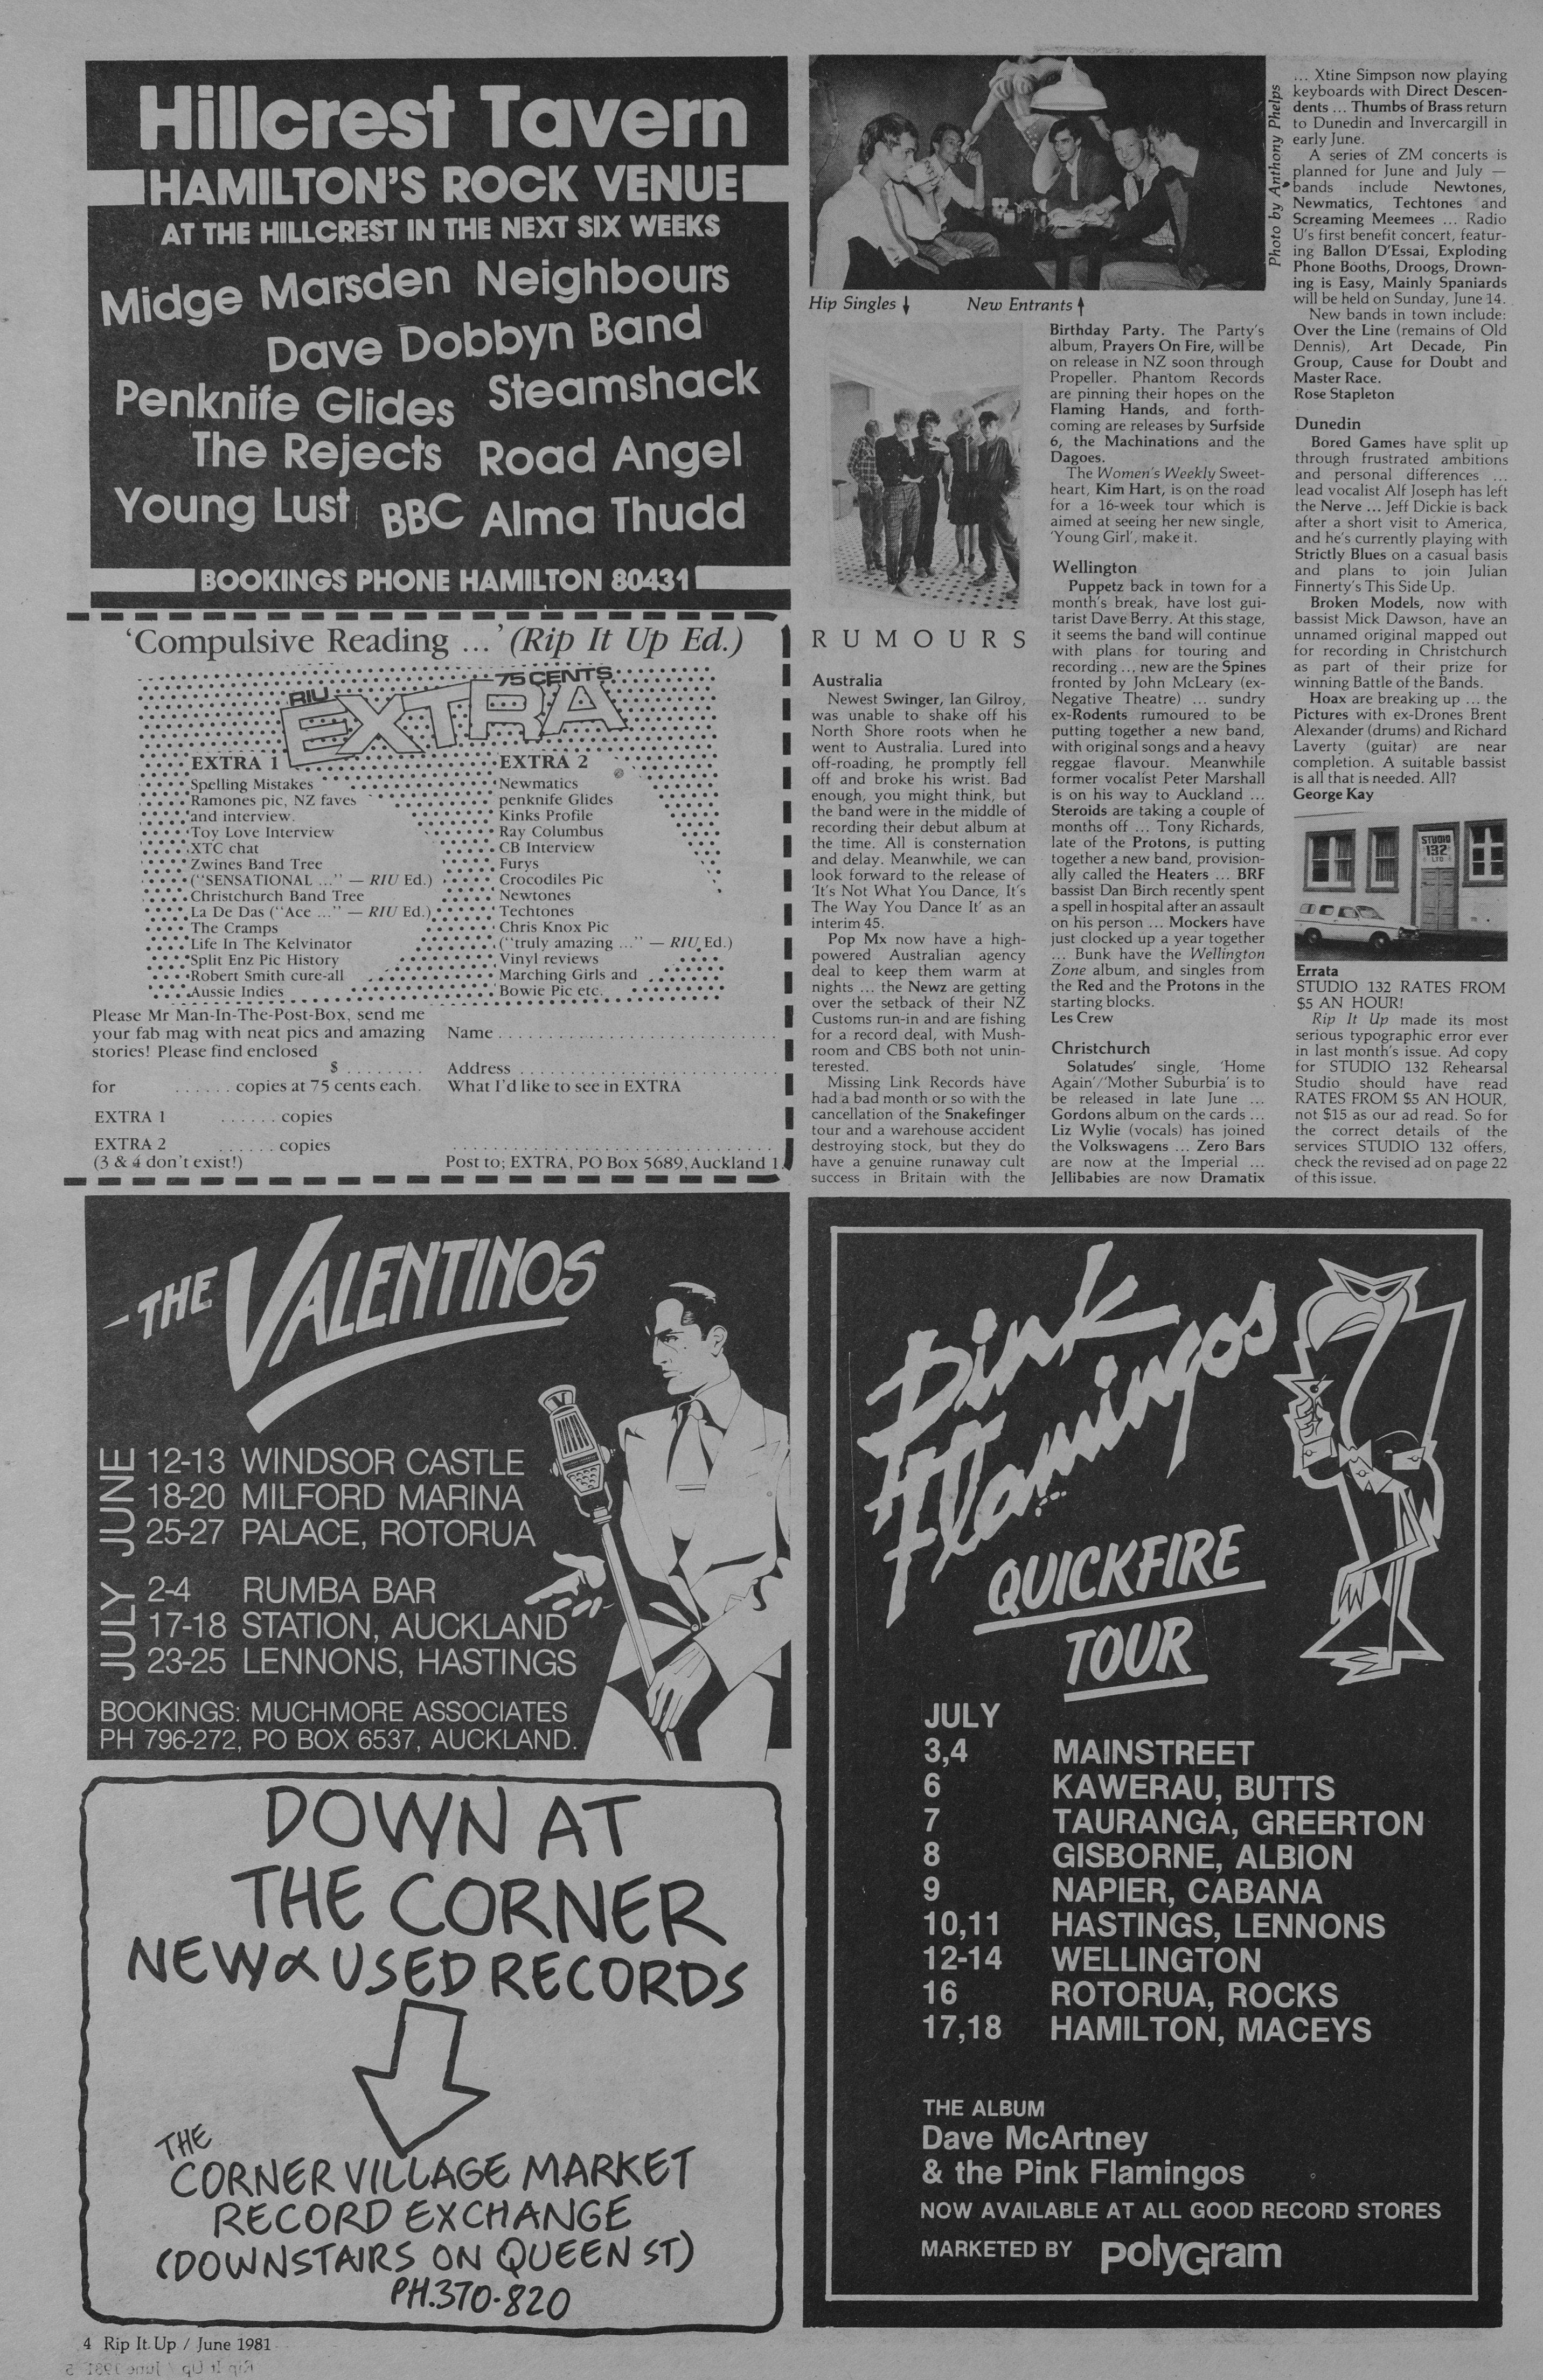 Hillcrest Tavern
HAMILTON'S ROCK VENUE
AT THE HILLCREST IN THE NEXT SIX WEEKS
Midge Marsden Neighbours
Dave Dobbyn Band
Penknife Glides Steamshack
The Rejects Road Angel
Young Lust BBC Alma Thudd
BOOKINGS PHONE HAMILTON 80431
'Compulsive Reading ...' (Rip It Up Ed.)
RIU EXTRA 75 CENTS
EXTRA 1
Spelling Mistakes
Ramones pic, NZ faves
and interview.
Toy Love Interview
XTC chat
Zwines Band Tree
("SENSATIONAL ..." — RIU Ed.)
Christchurch Band Tree
La De Das ("Ace ..." — RIU Ed.)
The Cramps
Life In The Kelvinator
Split Enz Pic History
Robert Smith cure-all
Aussie Indies
EXTRA 2
Newmatics
penknife Glides
Kinks Profile
Ray Columbus
CB Interview
Furys
Crocodiles Pic
Newtones
Techtones
Chris Knox Pic
("truly amazing ..." — RIU Ed.)
Vinyl reviews
Marching Girls and
Bowie Pic etc.
Please Mr Man-In-The-Post-Box, send me
your fab mag with neat pics and amazing
stories! Please find enclosed
$ ........
for ...... copies at 75 cents each.
EXTRA 1 ...... copies
EXTRA 2 ...... copies
(3 & 4 don't exist!)
Name ..............................
Address ............................
What I'd like to see in EXTRA
....................................
Post to; EXTRA, PO Box 5689, Auckland 1.
THE VALENTINOS
JUNE
12-13 WINDSOR CASTLE
18-20 MILFORD MARINA
25-27 PALACE, ROTORUA
JULY
2-4 RUMBA BAR
17-18 STATION, AUCKLAND
23-25 LENNONS, HASTINGS
BOOKINGS: MUCHMORE ASSOCIATES
PH 796-272, PO BOX 6537, AUCKLAND.
DOWN AT
THE CORNER
NEW & USED RECORDS
THE
CORNER VILLAGE MARKET
RECORD EXCHANGE
(DOWNSTAIRS ON QUEEN ST)
PH.370-820
Photo by Anthony Phelps
Hip Singles New Entrants
RUMOURS
Australia
Newest Swinger, Ian Gilroy,
was unable to shake off his
North Shore roots when he
went to Australia. Lured into
off-roading, he promptly fell
off and broke his wrist. Bad
enough, you might think, but
the band were in the middle of
recording their debut album at
the time. All is consternation
and delay. Meanwhile, we can
look forward to the release of
'It's Not What You Dance, It's
The Way You Dance It' as an
interim 45.
Pop Mx now have a high-
powered Australian agency
deal to keep them warm at
nights ... the Newz are getting
over the setback of their NZ
Customs run-in and are fishing
for a record deal, with Mush-
room and CBS both not unin-
terested.
Missing Link Records have
had a bad month or so with the
cancellation of the Snakefinger
tour and a warehouse accident
destroying stock, but they do
have a genuine runaway cult
success in Britain with the
Birthday Party. The Party's
album, Prayers On Fire, will be
on release in NZ soon through
Propeller. Phantom Records
are pinning their hopes on the
Flaming Hands, and forth-
coming are releases by Surfside
6, the Machinations and the
Dagoes.
The Women's Weekly Sweet-
heart, Kim Hart, is on the road
for a 16-week tour which is
aimed at seeing her new single,
'Young Girl', make it.
Wellington
Puppetz back in town for a
month's break, have lost gui-
tarist Dave Berry. At this stage,
it seems the band will continue
with plans for touring and
recording ... new are the Spines
fronted by John McLeary (ex-
Negative Theatre) ... sundry
ex-Rodents rumoured to be
putting together a new band,
with original songs and a heavy
reggae flavour. Meanwhile
former vocalist Peter Marshall
is on his way to Auckland ...
Steroids are taking a couple of
months off ... Tony Richards,
late of the Protons, is putting
together a new band, provision-
ally called the Heaters ... BRF
bassist Dan Birch recently spent
a spell in hospital after an assault
on his person ... Mockers have
just clocked up a year together
... Bunk have the Wellington
Zone album, and singles from
the Red and the Protons in the
starting blocks.
Les Crew
Christchurch
Solatudes' single, 'Home
Again'/'Mother Suburbia' is to
be released in late June ...
Gordons album on the cards ...
Liz Wylie (vocals) has joined
the Volkswagens ... Zero Bars
are now at the Imperial ...
Jellibabies are now Dramatix
... Xtine Simpson now playing
keyboards with Direct Descen-
dents ... Thumbs of Brass return
to Dunedin and Invercargill in
early June.
A series of ZM concerts is
planned for June and July —
bands include Newtones,
Newmatics, Techtones and
Screaming Meemees ... Radio
U's first benefit concert, featur-
ing Ballon D'Essai, Exploding
Phone Booths, Droogs, Drown-
ing is Easy, Mainly Spaniards
will be held on Sunday, June 14.
New bands in town include:
Over the Line (remains of Old
Dennis), Art Decade, Pin
Group, Cause for Doubt and
Master Race.
Rose Stapleton
Dunedin
Bored Games have split up
through frustrated ambitions
and personal differences ...
lead vocalist Alf Joseph has left
the Nerve ... Jeff Dickie is back
after a short visit to America,
and he's currently playing with
Strictly Blues on a casual basis
and plans to join Julian
Finnerty's This Side Up.
Broken Models, now with
bassist Mick Dawson, have an
unnamed original mapped out
for recording in Christchurch
as part of their prize for
winning Battle of the Bands.
Hoax are breaking up ... the
Pictures with ex-Drones Brent
Alexander (drums) and Richard
Laverty (guitar) are near
completion. A suitable bassist
is all that is needed. All?
George Kay
STUDIO
132
LTD
Errata
STUDIO 132 RATES FROM
$5 AN HOUR!
Rip It Up made its most
serious typographic error ever
in last month's issue. Ad copy
for STUDIO 132 Rehearsal
Studio should have read
RATES FROM $5 AN HOUR,
not $15 as our ad read. So for
the correct details of the
services STUDIO 132 offers,
check the revised ad on page 22
of this issue.
Pink
Flamingos
QUICKFIRE
TOUR
JULY
3,4 MAINSTREET
6 KAWERAU, BUTTS
7 TAURANGA, GREERTON
8 GISBORNE, ALBION
9 NAPIER, CABANA
10,11 HASTINGS, LENNONS
12-14 WELLINGTON
16 ROTORUA, ROCKS
17,18 HAMILTON, MACEYS
THE ALBUM
Dave McArtney
& the Pink Flamingos
NOW AVAILABLE AT ALL GOOD RECORD STORES
MARKETED BY polyGram
4 Rip It Up / June 1981